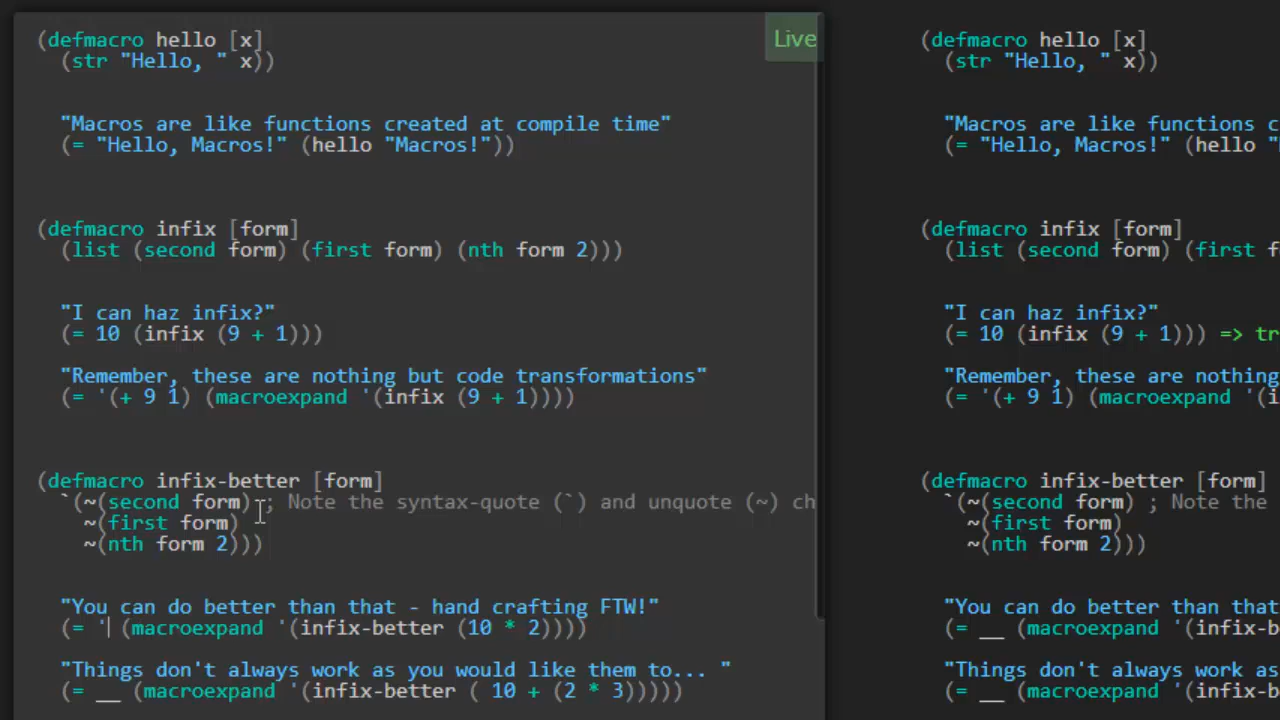 (defmacro hello [x]
(str "Hello, " x))
"Macros are like functions created at compile time"
(= "Hello, Macros!" (hello "Macros!"))
(defmacro infix [form]
(list (second form) (first form) (nth form 2)))
"I can haz infix?"
(= 10 (infix (9 + 1)))
"Remember, these are nothing but code transformations"
(= '(+ 9 1) (macroexpand '(infix (9 + 1))))
(defmacro infix-better [form]
`(~(second form) ; Note the syntax-quote (`) and unquote (~) ch
~(first form)
~(nth form 2)))
"You can do better than that - hand crafting FTW!"
(= ' (macroexpand '(infix-better (10 * 2))))
"Things don't always work as you would like them to... "
(= __ (macroexpand '(infix-better ( 10 + (2 * 3)))))
Live
(defmacro hello [x]
(str "Hello, " x))
"Macros are like functions c
(= "Hello, Macros!" (hello "
(defmacro infix [form]
(list (second form) (first f
"I can haz infix?"
(= 10 (infix (9 + 1))) => tr
"Remember, these are nothing
(= '(+ 9 1) (macroexpand '(i
(defmacro infix-better [form]
`(~(second form) ; Note the
~(first form)
~(nth form 2)))
"You can do better than that
(= __ (macroexpand '(infix-b
"Things don't always work as
(= __ (macroexpand '(infix-b